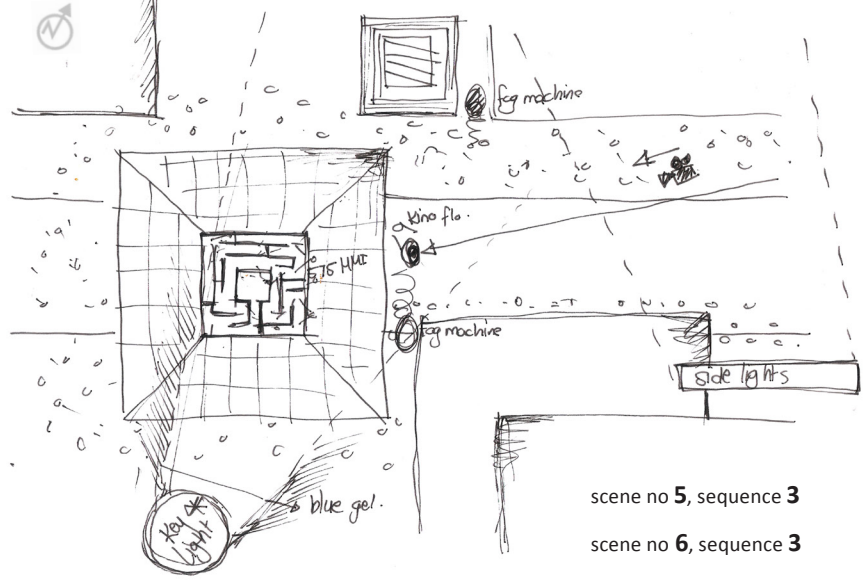 fog machine
Kino flo.
575 HMI
fog machine
side lights
blue gel.
Key
light
scene no 5, sequence 3
scene no 6, sequence 3